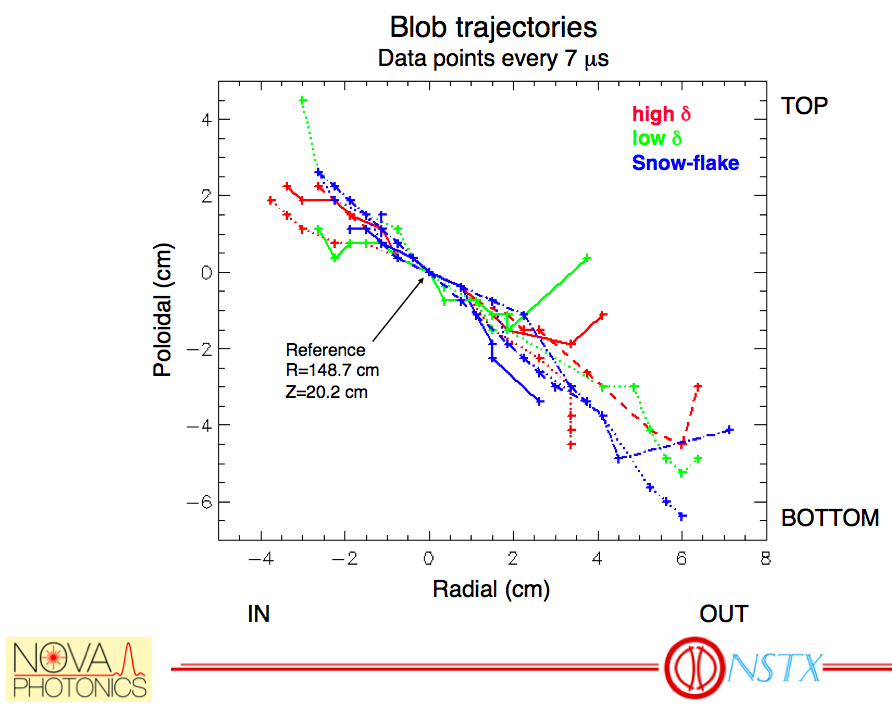 Blob trajectories
Data points every 7 μs
TOP
high δ
low δ
Snow-flake
4
2
0
−2
−4
−6
Poloidal (cm)
Reference
R=148.7 cm
Z=20.2 cm
BOTTOM
−4 −2 0 2 4 6 8
Radial (cm)
IN OUT
NOVA
PHOTONICS
NSTX